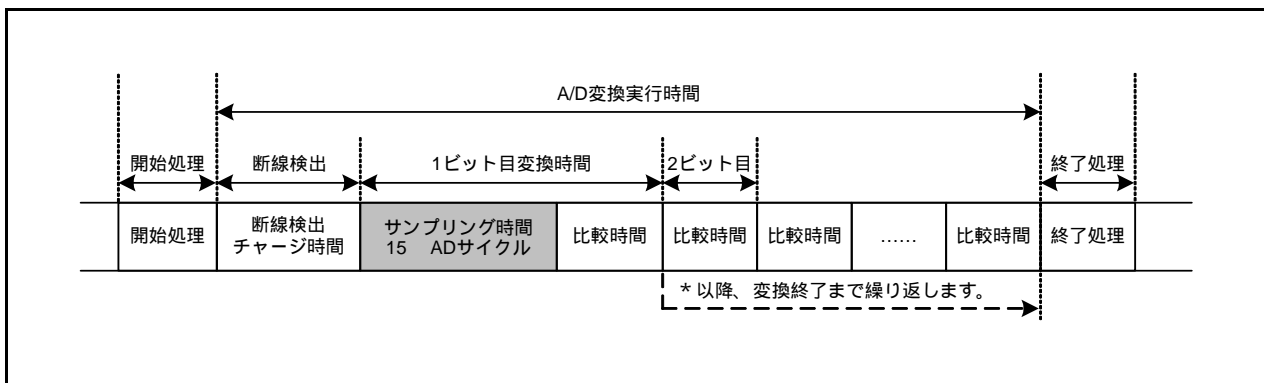 A/D変換実行時間
開始処理 断線検出 1ビット目変換時間 2ビット目 終了処理
開始処理 断線検出チャージ時間 サンプリング時間 15 ADサイクル 比較時間 比較時間 比較時間 …… 比較時間 終了処理
* 以降、変換終了まで繰り返します。